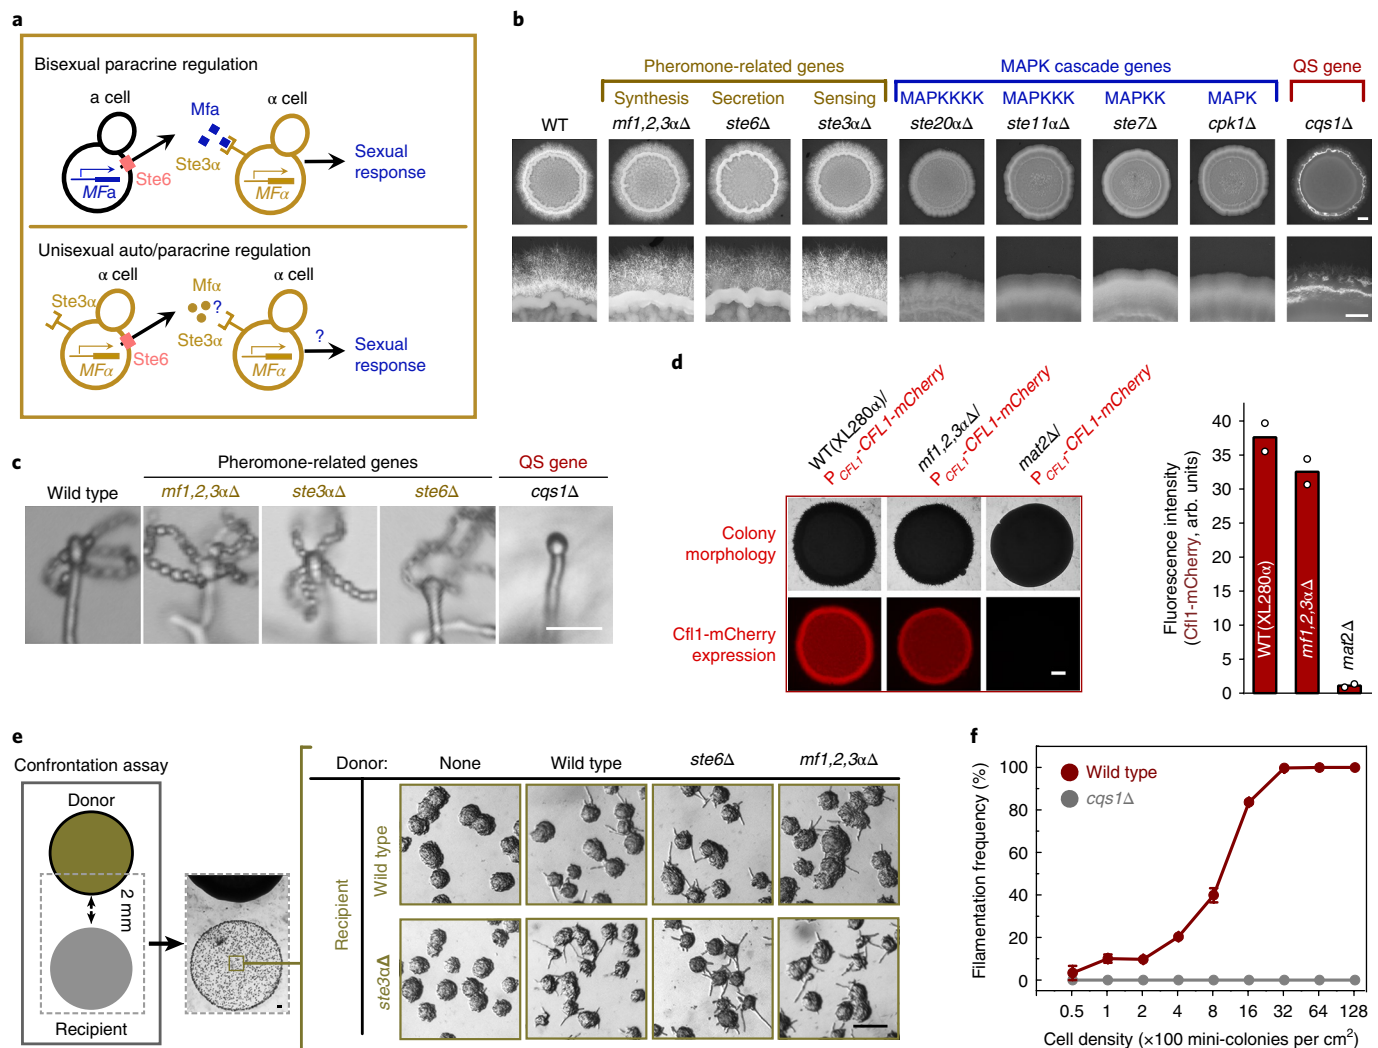 a
Bisexual paracrine regulation
a cell
α cell
Mfa
Ste3α
Ste6
MFa
MFα
Sexual
response
Unisexual auto/paracrine regulation
α cell
α cell
Ste3α
Mfα
?
Ste3α
?
Ste6
MFα
MFα
Sexual
response
b
Pheromone-related genes
MAPK cascade genes
QS gene
Synthesis
Secretion
Sensing
MAPKKKK
MAPKKK
MAPKK
MAPK
WT
mf1,2,3αΔ
ste6Δ
ste3αΔ
ste20αΔ
ste11αΔ
ste7Δ
cpk1Δ
cqs1Δ
c
Pheromone-related genes
QS gene
Wild type
mf1,2,3αΔ
ste3αΔ
ste6Δ
cqs1Δ
d
WT(XL280α)/
PCFL1-CFL1-mCherry
mf1,2,3αΔ/
PCFL1-CFL1-mCherry
mat2Δ/
PCFL1-CFL1-mCherry
Colony
morphology
Cfl1-mCherry
expression
Fluorescence intensity
(Cfl1-mCherry, arb. units)
40
35
30
25
20
15
10
5
0
WT(XL280α)
mf1,2,3αΔ
mat2Δ
e
Confrontation assay
Donor
2 mm
Recipient
Donor:
None
Wild type
ste6Δ
mf1,2,3αΔ
Recipient
Wild type
ste3αΔ
f
Filamentation frequency (%)
100
80
60
40
20
0
Wild type
cqs1Δ
0.5 1 2 4 8 16 32 64 128
Cell density (×100 mini-colonies per cm²)